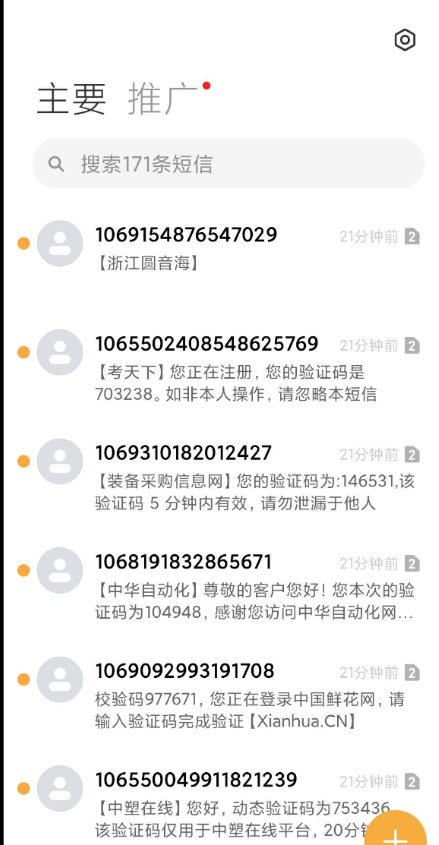 主要 推广
搜索171条短信
1069154876547029 21分钟前 2
【浙江圆音海】
1065502408548625769 21分钟前 2
【考天下】您正在注册，您的验证码是
703238。如非本人操作，请忽略本短信
1069310182012427 21分钟前 2
【装备采购信息网】您的验证码为:146531,该
验证码 5 分钟内有效，请勿泄漏于他人
1068191832865671 21分钟前 2
【中华自动化】尊敬的客户您好！您本次的验
证码为104948，感谢您访问中华自动化网...
1069092993191708 21分钟前 2
校验码977671，您正在登录中国鲜花网，请
输入验证码完成验证【Xianhua.CN】
106550049911821239 21分钟前 2
【中塑在线】您好，动态验证码为753436，
该验证码仅用于中塑在线平台，20分